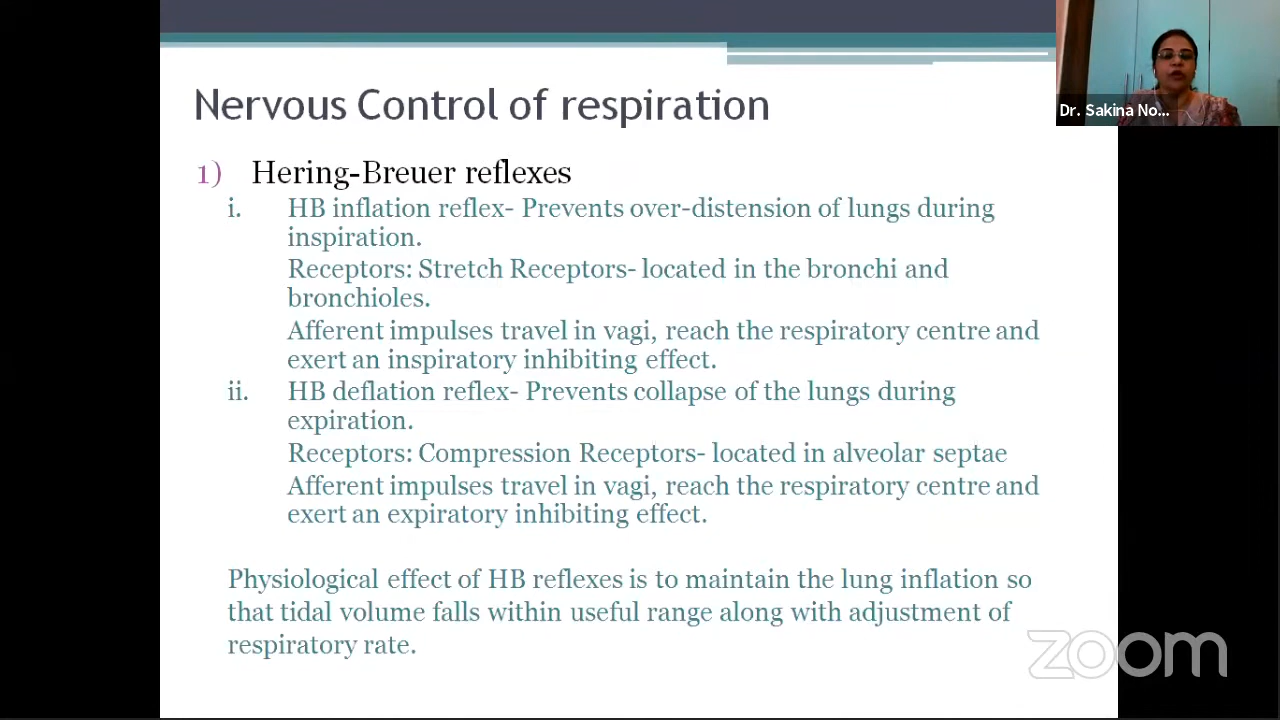 Nervous Control of respiration
Dr. Sakina No...
1) Hering-Breuer reflexes
i. HB inflation reflex- Prevents over-distension of lungs during
inspiration.
Receptors: Stretch Receptors- located in the bronchi and
bronchioles.
Afferent impulses travel in vagi, reach the respiratory centre and
exert an inspiratory inhibiting effect.
ii. HB deflation reflex- Prevents collapse of the lungs during
expiration.
Receptors: Compression Receptors- located in alveolar septae
Afferent impulses travel in vagi, reach the respiratory centre and
exert an expiratory inhibiting effect.
Physiological effect of HB reflexes is to maintain the lung inflation so
that tidal volume falls within useful range along with adjustment of
respiratory rate.
zoom